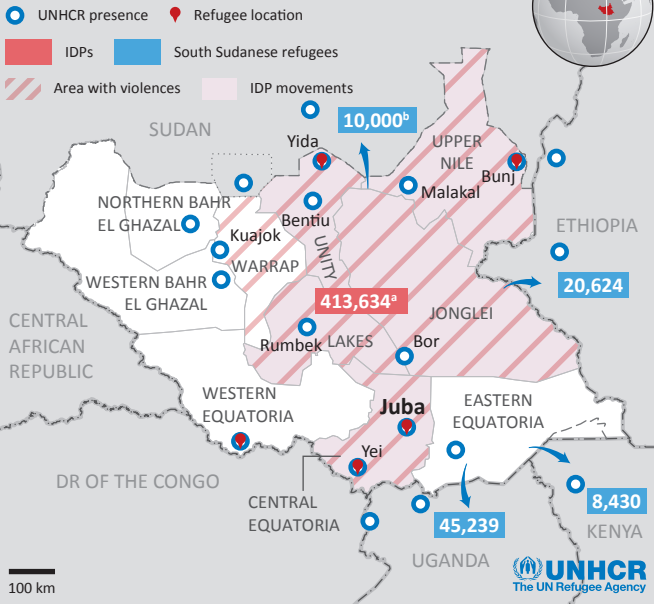 UNHCR presence
Refugee location
IDPs
South Sudanese refugees
Area with violences
IDP movements
SUDAN
10,000ᵇ
Yida
UPPER
NILE
Bunj
Malakal
NORTHERN BAHR
EL GHAZAL
Bentiu
ETHIOPIA
Kuajok
UNITY
WARRAP
WESTERN BAHR
EL GHAZAL
20,624
413,634ᵃ
JONGLEI
CENTRAL
AFRICAN
REPUBLIC
Rumbek
LAKES
Bor
WESTERN
EQUATORIA
Juba
EASTERN
EQUATORIA
Yei
DR OF THE CONGO
CENTRAL
EQUATORIA
8,430
45,239
KENYA
UGANDA
UNHCR
The UN Refugee Agency
100 km